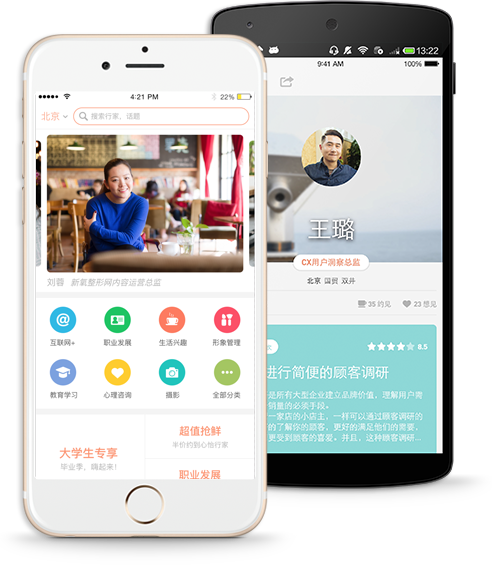 4:21 PM
22%
北京
搜索行家、话题
刘蓉 新氧整形网内容运营总监
@
互联网+
职业发展
生活兴趣
形象管理
教育学习
心理咨询
摄影
全部分类
大学生专享
毕业季，嗨起来！
超值抢鲜
半价约到心怡行家
职业发展
13:22
9:41 AM
100%
王璐
CX用户洞察总监
北京 国贸 双井
35 约见
23 想见
8.5
进行简便的顾客调研
是所有大型企业建立品牌价值，理解用户需
销量的必须手段。
一家店的小店主，一样可以通过顾客调研的
的了解你的顾客，更好的满足他们的需要，
更受到顾客的喜爱。并且，这种顾客调研...